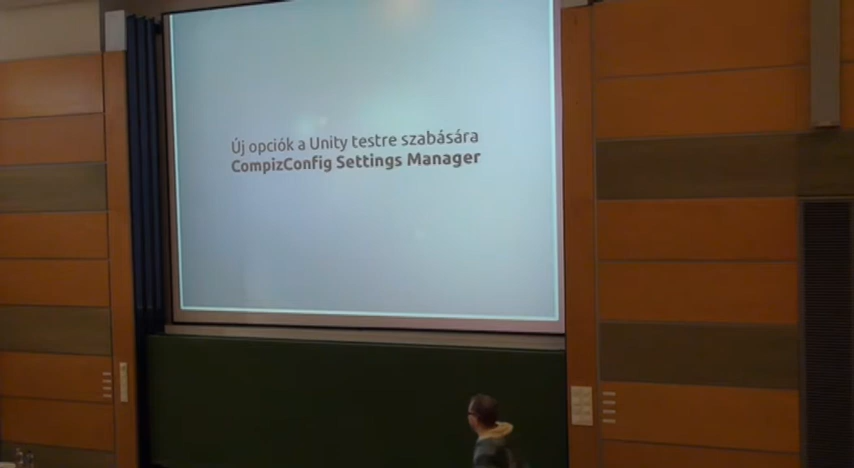 Új opciók a Unity testre szabására
CompizConfig Settings Manager